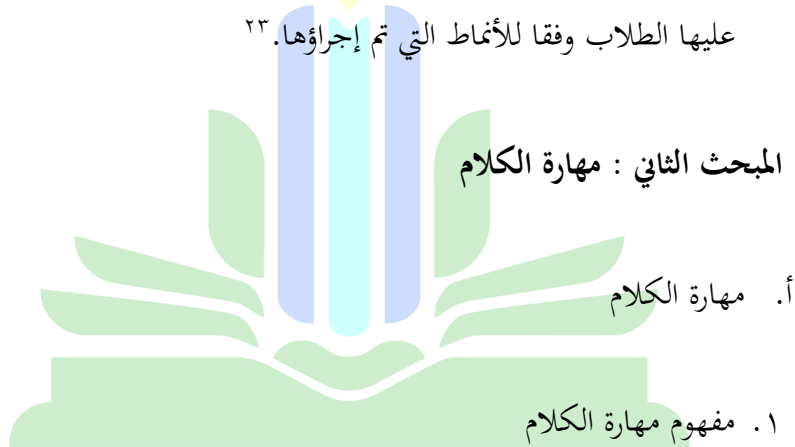 عليها الطلاب وفقا للأنماط التي تم إجراؤها.٢٣
المبحث الثاني : مهارة الكلام
أ. مهارة الكلام
١. مفهوم مهارة الكلام